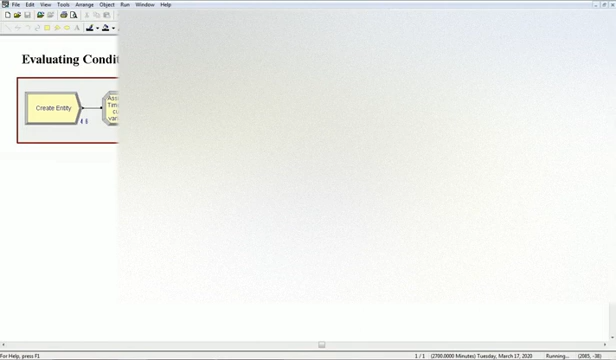 File Edit View Tools Arrange Object Run Window Help
Evaluating
Create Entity
For Help, press F1 1 / 1 (2700.0000 Minutes) Tuesday, March 17, 2020 Running... (2085, -38)